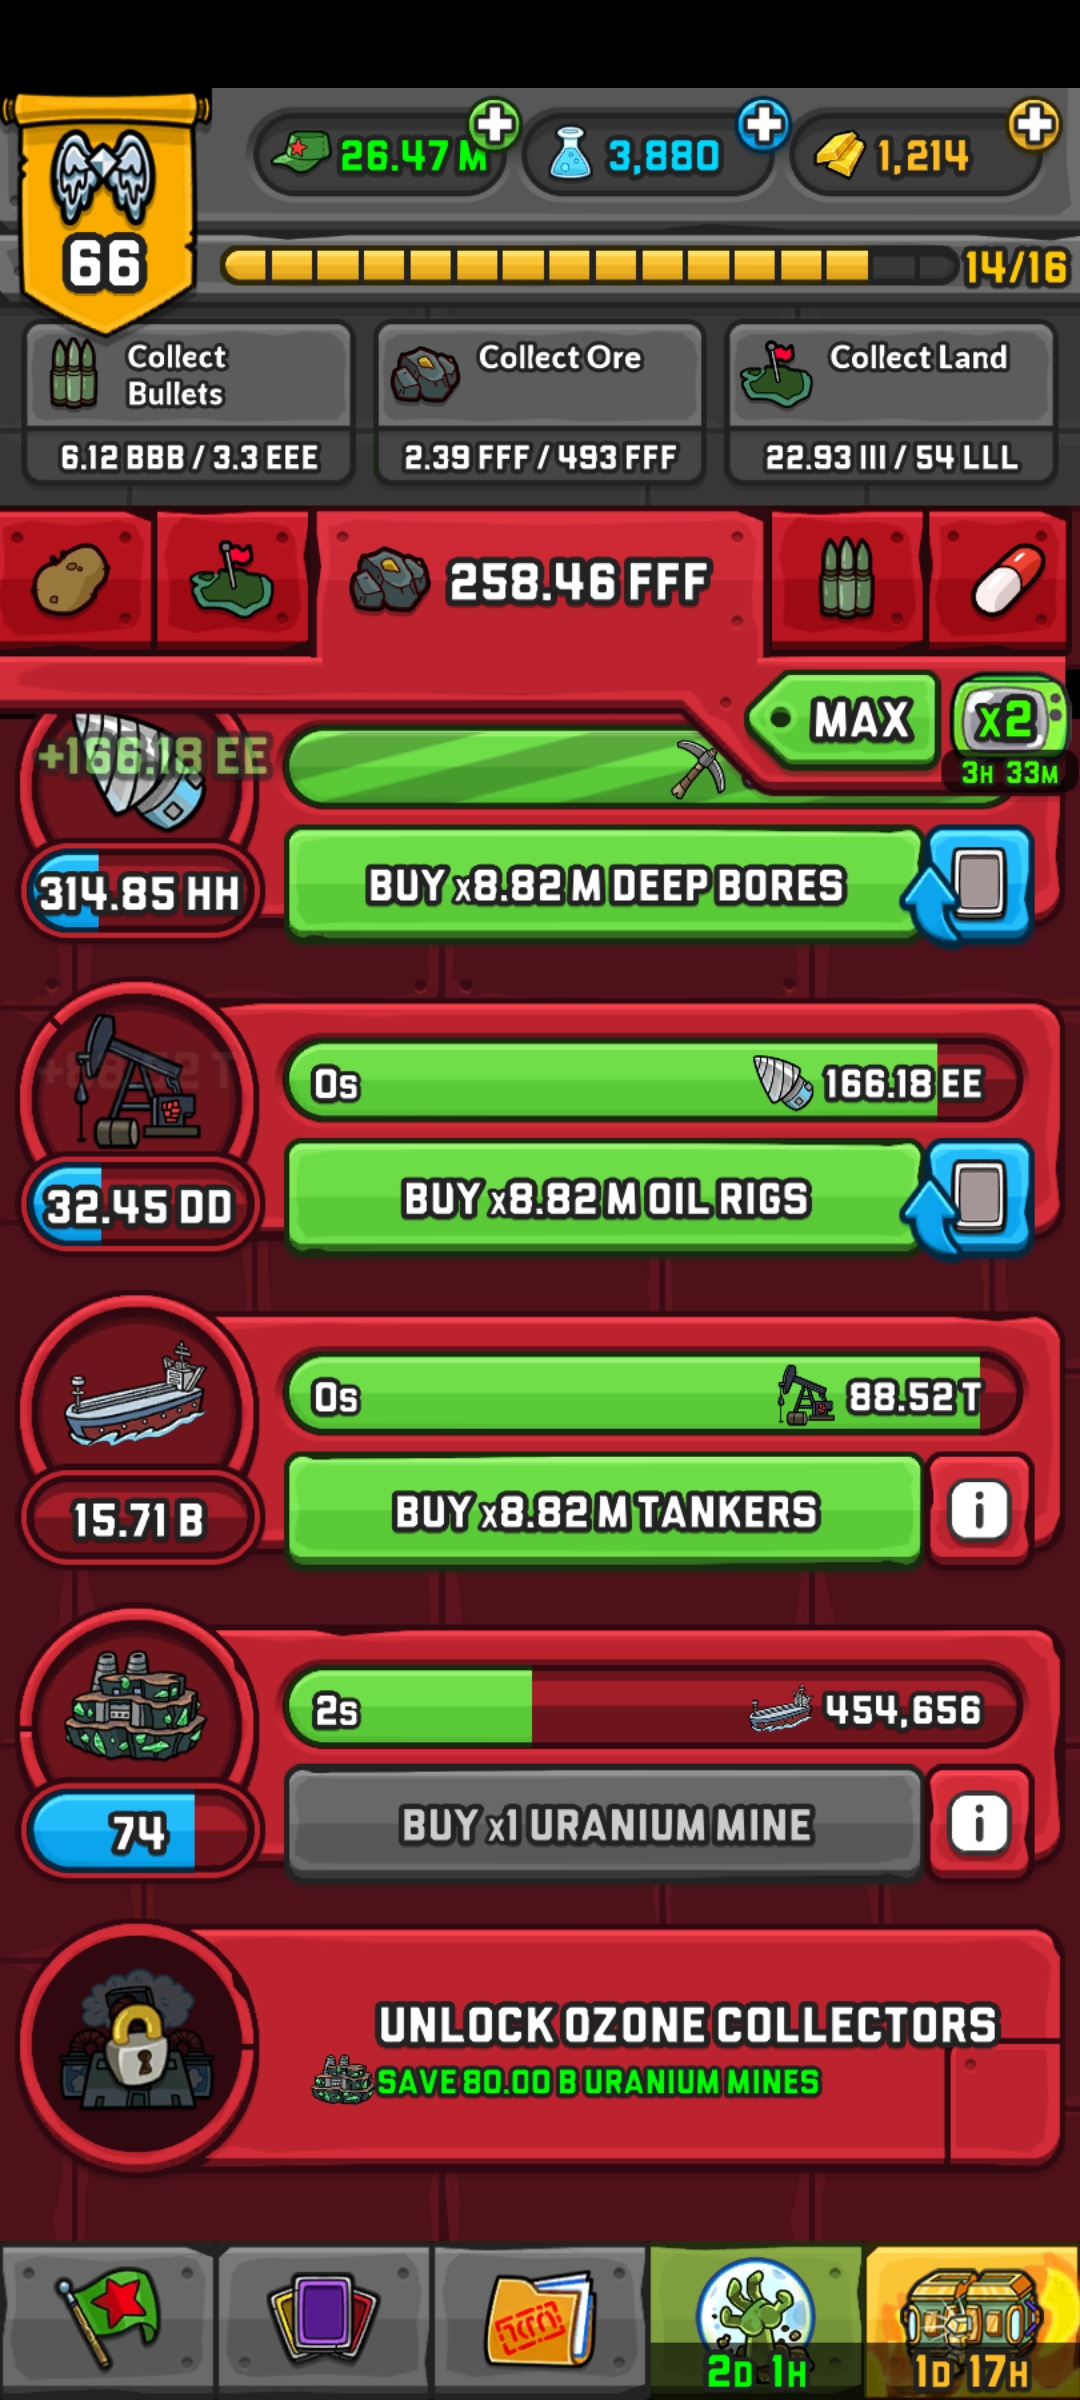 26.47 M
3,880
1,214
66
14/16
Collect
Bullets
Collect Ore
Collect Land
6.12 BBB / 3.3 EEE
2.39 FFF / 493 FFF
22.93 III / 54 LLL
258.46 FFF
MAX
x2
3H 33M
+166.18 EE
314.85 HH
BUY x8.82 M DEEP BORES
0s
166.18 EE
32.45 DD
BUY x8.82 M OIL RIGS
0s
88.52 T
15.71 B
BUY x8.82 M TANKERS
i
2s
454,656
74
BUY x1 URANIUM MINE
i
UNLOCK OZONE COLLECTORS
SAVE 80.00 B URANIUM MINES
2D 1H
1D 17H